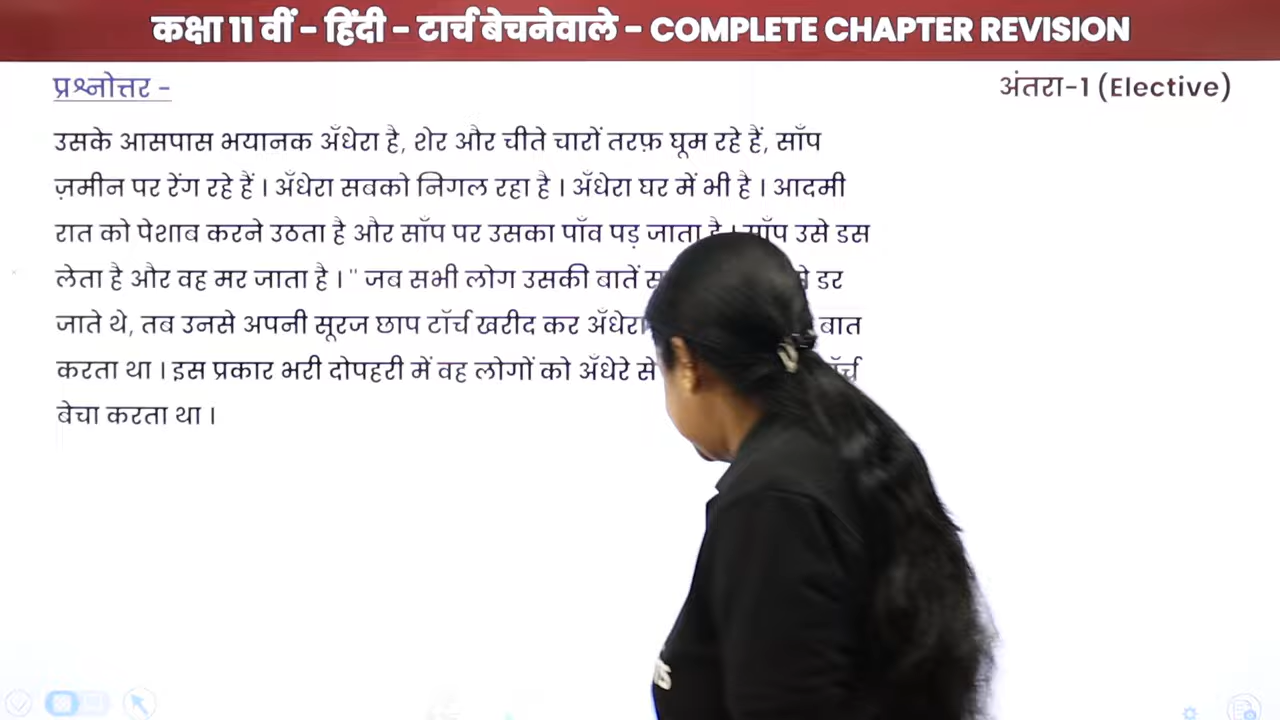 कक्षा 11 वीं - हिंदी - टार्च बेचनेवाले - COMPLETE CHAPTER REVISION
प्रश्नोत्तर -
अंतरा-1 (Elective)
उसके आसपास भयानक अँधेरा है, शेर और चीते चारों तरफ़ घूम रहे हैं, साँप
ज़मीन पर रेंग रहे हैं । अँधेरा सबको निगल रहा है । अँधेरा घर में भी है । आदमी
रात को पेशाब करने उठता है और साँप पर उसका पाँव पड़ जाता है । साँप उसे डस
लेता है और वह मर जाता है । " जब सभी लोग उसकी बातें डर
जाते थे, तब उनसे अपनी सूरज छाप टॉर्च खरीद कर अँधेरा बात
करता था । इस प्रकार भरी दोपहरी में वह लोगों को अँधेरे से
बेचा करता था ।